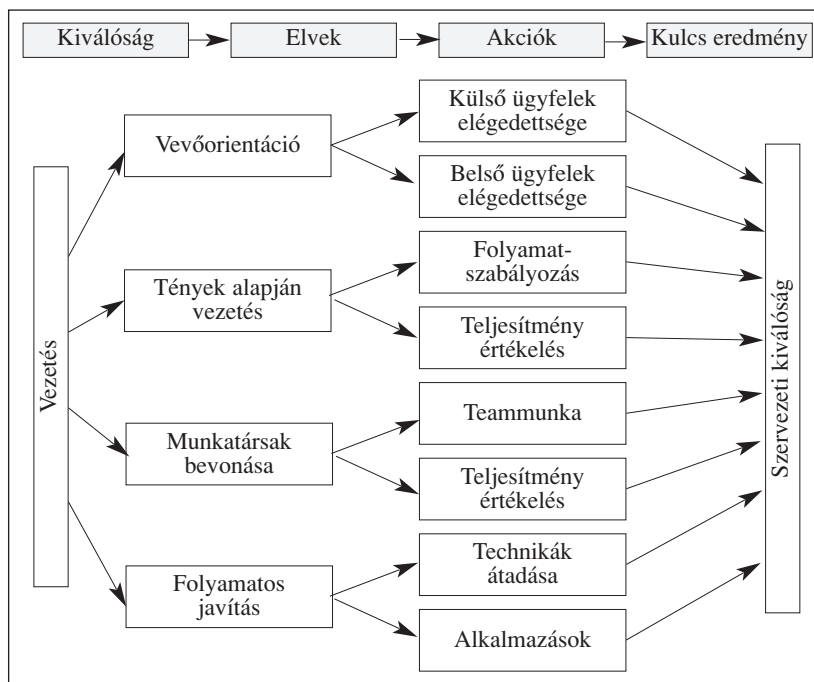 Kiválóság
Elvek
Akciók
Kulcs eredmény
Vezetés
Vevőorientáció
Tények alapján
vezetés
Munkatársak
bevonása
Folyamatos
javítás
Külső ügyfelek
elégedettsége
Belső ügyfelek
elégedettsége
Folyamat-
szabályozás
Teljesítmény
értékelés
Teammunka
Teljesítmény
értékelés
Technikák
átadása
Alkalmazások
Szervezeti kiválóság